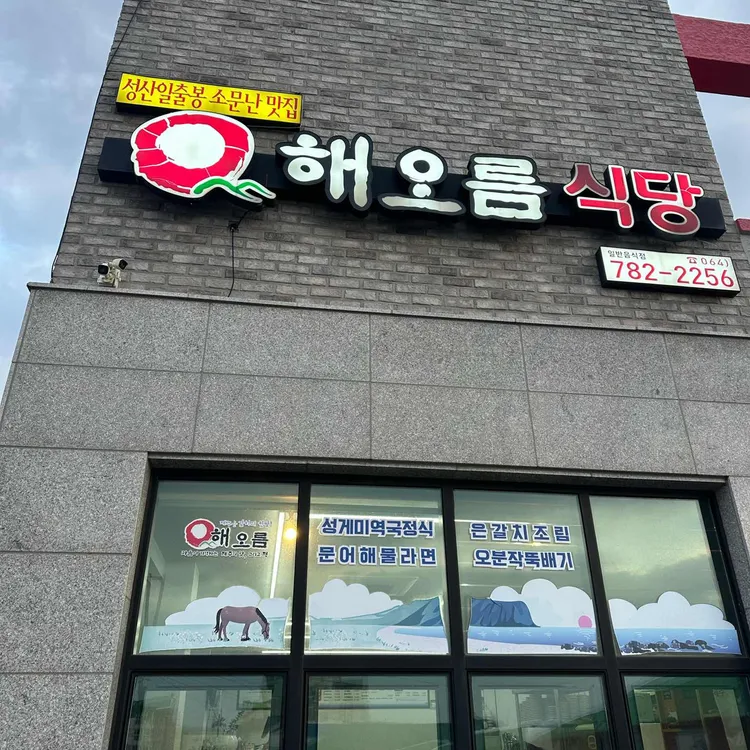 성산일출봉 소문난 맛집
해오름 식당
일반음식점 ☎064)
782-2256
해오름
성게미역국정식
문어해물라면
은갈치조림
오분작뚝배기